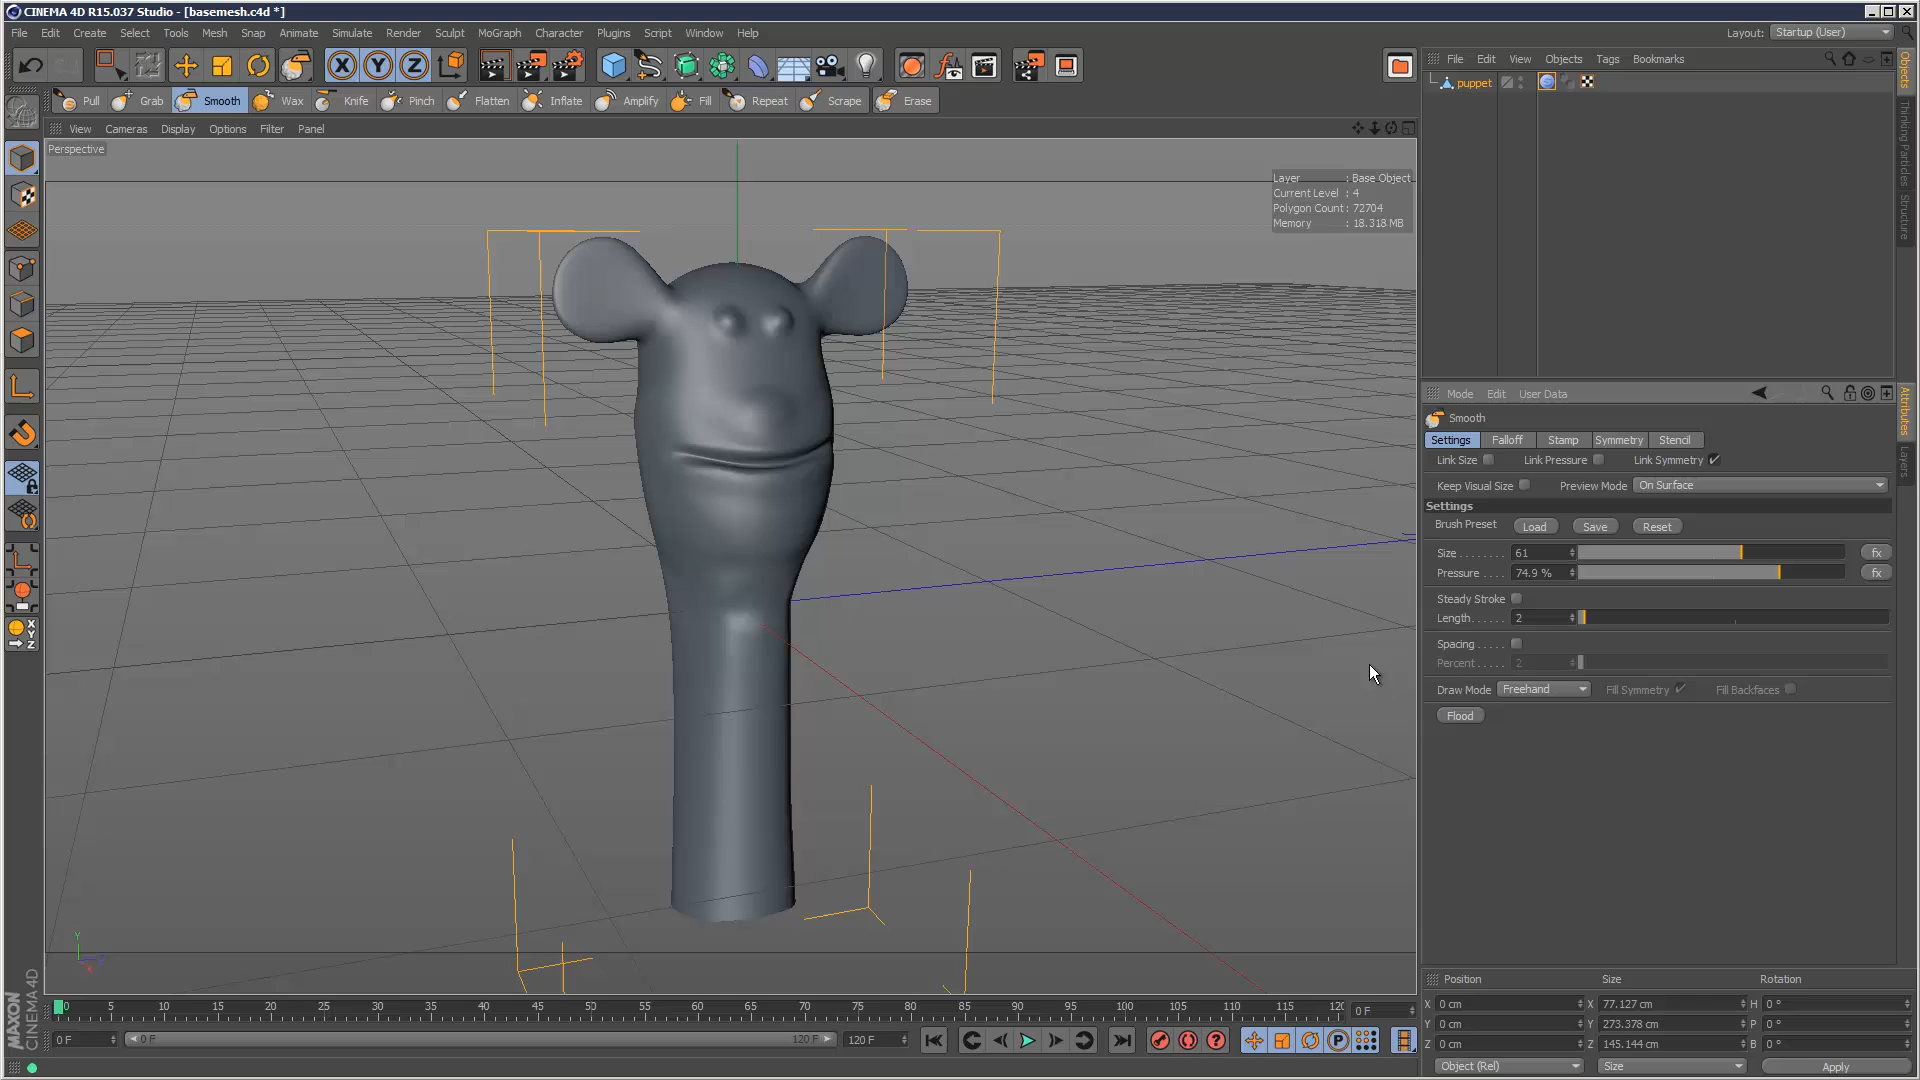 CINEMA 4D R15.037 Studio - [basemesh.c4d *]
File Edit Create Select Tools Mesh Snap Animate Simulate Render Sculpt MoGraph Character Plugins Script Window Help
Layout: Startup (User)
X Y Z
File Edit View Objects Tags Bookmarks
puppet
Pull Grab Smooth Wax Knife Pinch Flatten Inflate Amplify Fill Repeat Scrape Erase
View Cameras Display Options Filter Panel
Perspective
Layer : Base Object
Current Level : 4
Polygon Count : 72704
Memory : 18.318 MB
Objects
Thinking Particles
Structure
Mode Edit User Data
Attributes
Layers
Smooth
Settings Falloff Stamp Symmetry Stencil
Link Size Link Pressure Link Symmetry
Keep Visual Size Preview Mode On Surface
Settings
Brush Preset Load Save Reset
Size . . . . . . . . 61 fx
Pressure . . . . 74.9 % fx
Steady Stroke
Length . . . . . . 2
Spacing . . . . .
Percent . . . . . 2
Draw Mode Freehand Fill Symmetry Fill Backfaces
Flood
X
Y
Z
Y
X
MAXON
CINEMA 4D
0 5 10 15 20 25 30 35 40 45 50 55 60 65 70 75 80 85 90 95 100 105 110 115 120 0 F
0 F 0 F 120 F 120 F
P
Position Size Rotation
X 0 cm X 77.127 cm H 0 °
Y 0 cm Y 273.378 cm P 0 °
Z 0 cm Z 145.144 cm B 0 °
Object (Rel) Size Apply